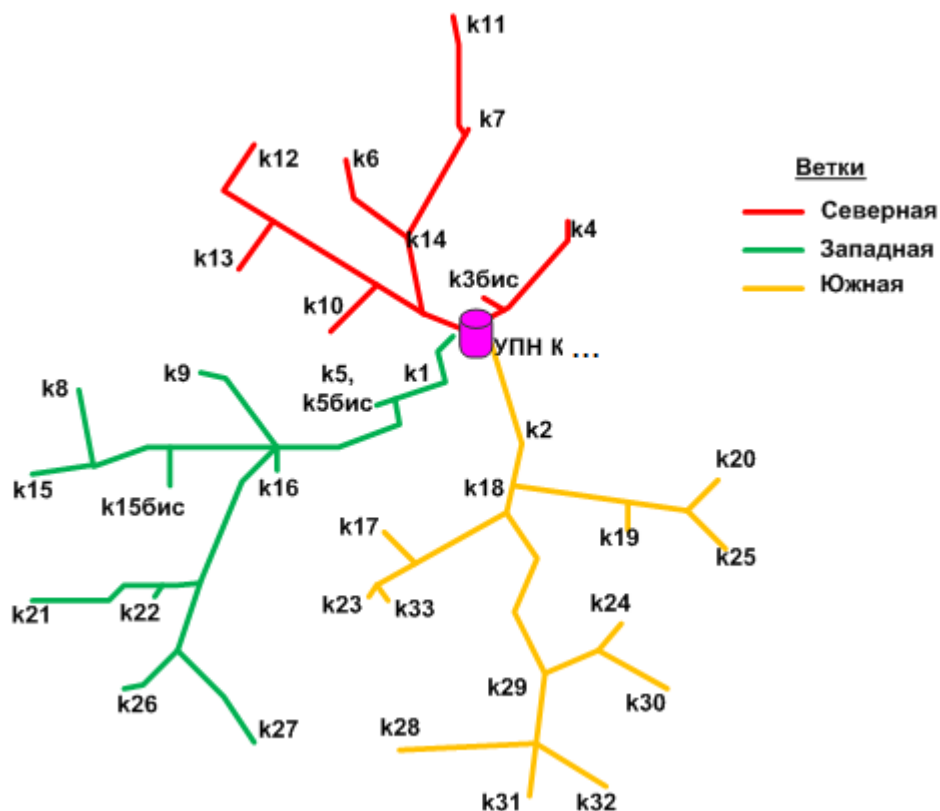 k11
k7
k12
k6
Ветки
Северная
k4
k14
Западная
k13
k3бис
Южная
k10
УПН К ...
k9
k5,
k1
k5бис
k8
k2
k20
k15
k16
k18
k15бис
k17
k19
k25
k21
k22
k23
k33
k24
k29
k26
k30
k27
k28
k31
k32